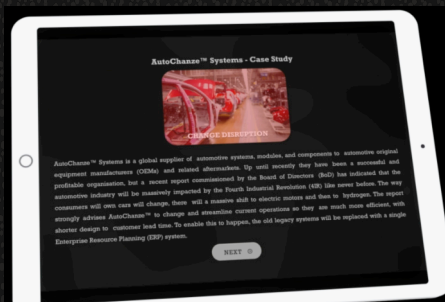 AutoChanze™ Systems - Case Study
CHANGE DISRUPTION
AutoChanze™ Systems is a global supplier of automotive systems, modules, and components to automotive original
equipment manufacturers (OEMs) and related aftermarkets. Up until recently they have been a successful and
profitable organisation, but a recent report commissioned by the Board of Directors (BoD) has indicated that the
automotive industry will be massively impacted by the Fourth Industrial Revolution (4IR) like never before. The way
consumers will own cars will change, there will a massive shift to electric motors and then to hydrogen. The report
strongly advises AutoChanze™ to change and streamline current operations so they are much more efficient, with
shorter design to customer lead time. To enable this to happen, the old legacy systems will be replaced with a single
Enterprise Resource Planning (ERP) system.
NEXT